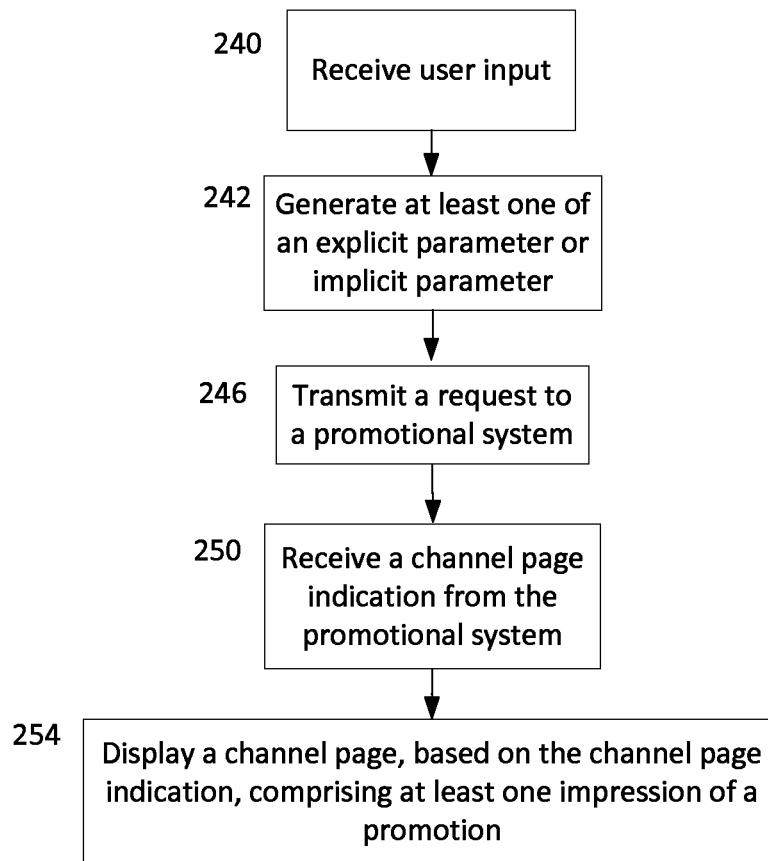 240
Receive user input
242
Generate at least one of
an explicit parameter or
implicit parameter
246
Transmit a request to
a promotional system
250
Receive a channel page
indication from the
promotional system
254
Display a channel page, based on the channel page
indication, comprising at least one impression of a
promotion